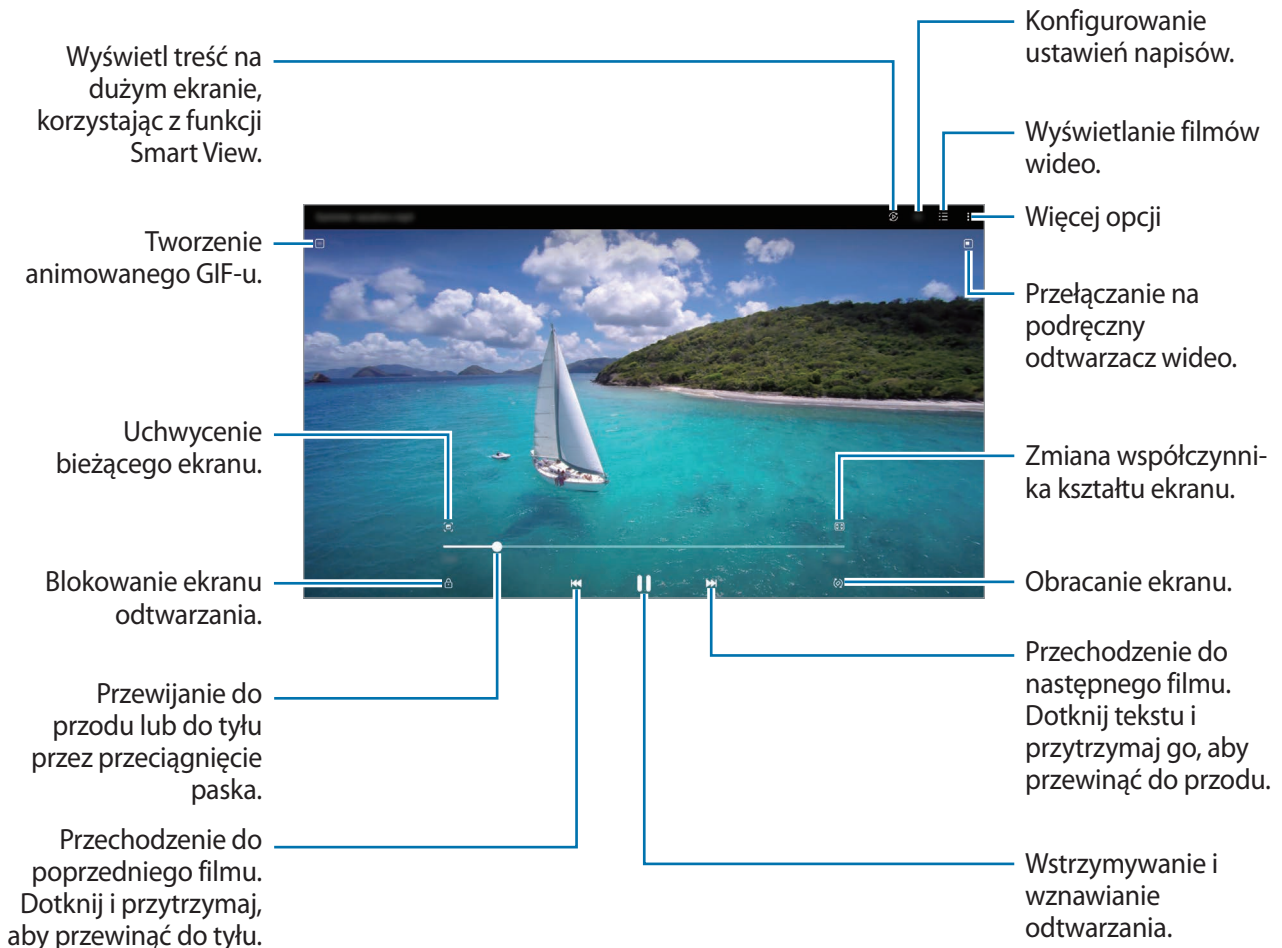 Wyświetl treść na
dużym ekranie,
korzystając z funkcji
Smart View.
Tworzenie
animowanego GIF-u.
Uchwycenie
bieżącego ekranu.
Blokowanie ekranu
odtwarzania.
Przewijanie do
przodu lub do tyłu
przez przeciągnięcie
paska.
Przechodzenie do
poprzedniego filmu.
Dotknij i przytrzymaj,
aby przewinąć do tyłu.
Konfigurowanie
ustawień napisów.
Wyświetlanie filmów
wideo.
Więcej opcji
Przełączanie na
podręczny
odtwarzacz wideo.
Zmiana współczynni-
ka kształtu ekranu.
Obracanie ekranu.
Przechodzenie do
następnego filmu.
Dotknij tekstu i
przytrzymaj go, aby
przewinąć do przodu.
Wstrzymywanie i
wznawianie
odtwarzania.